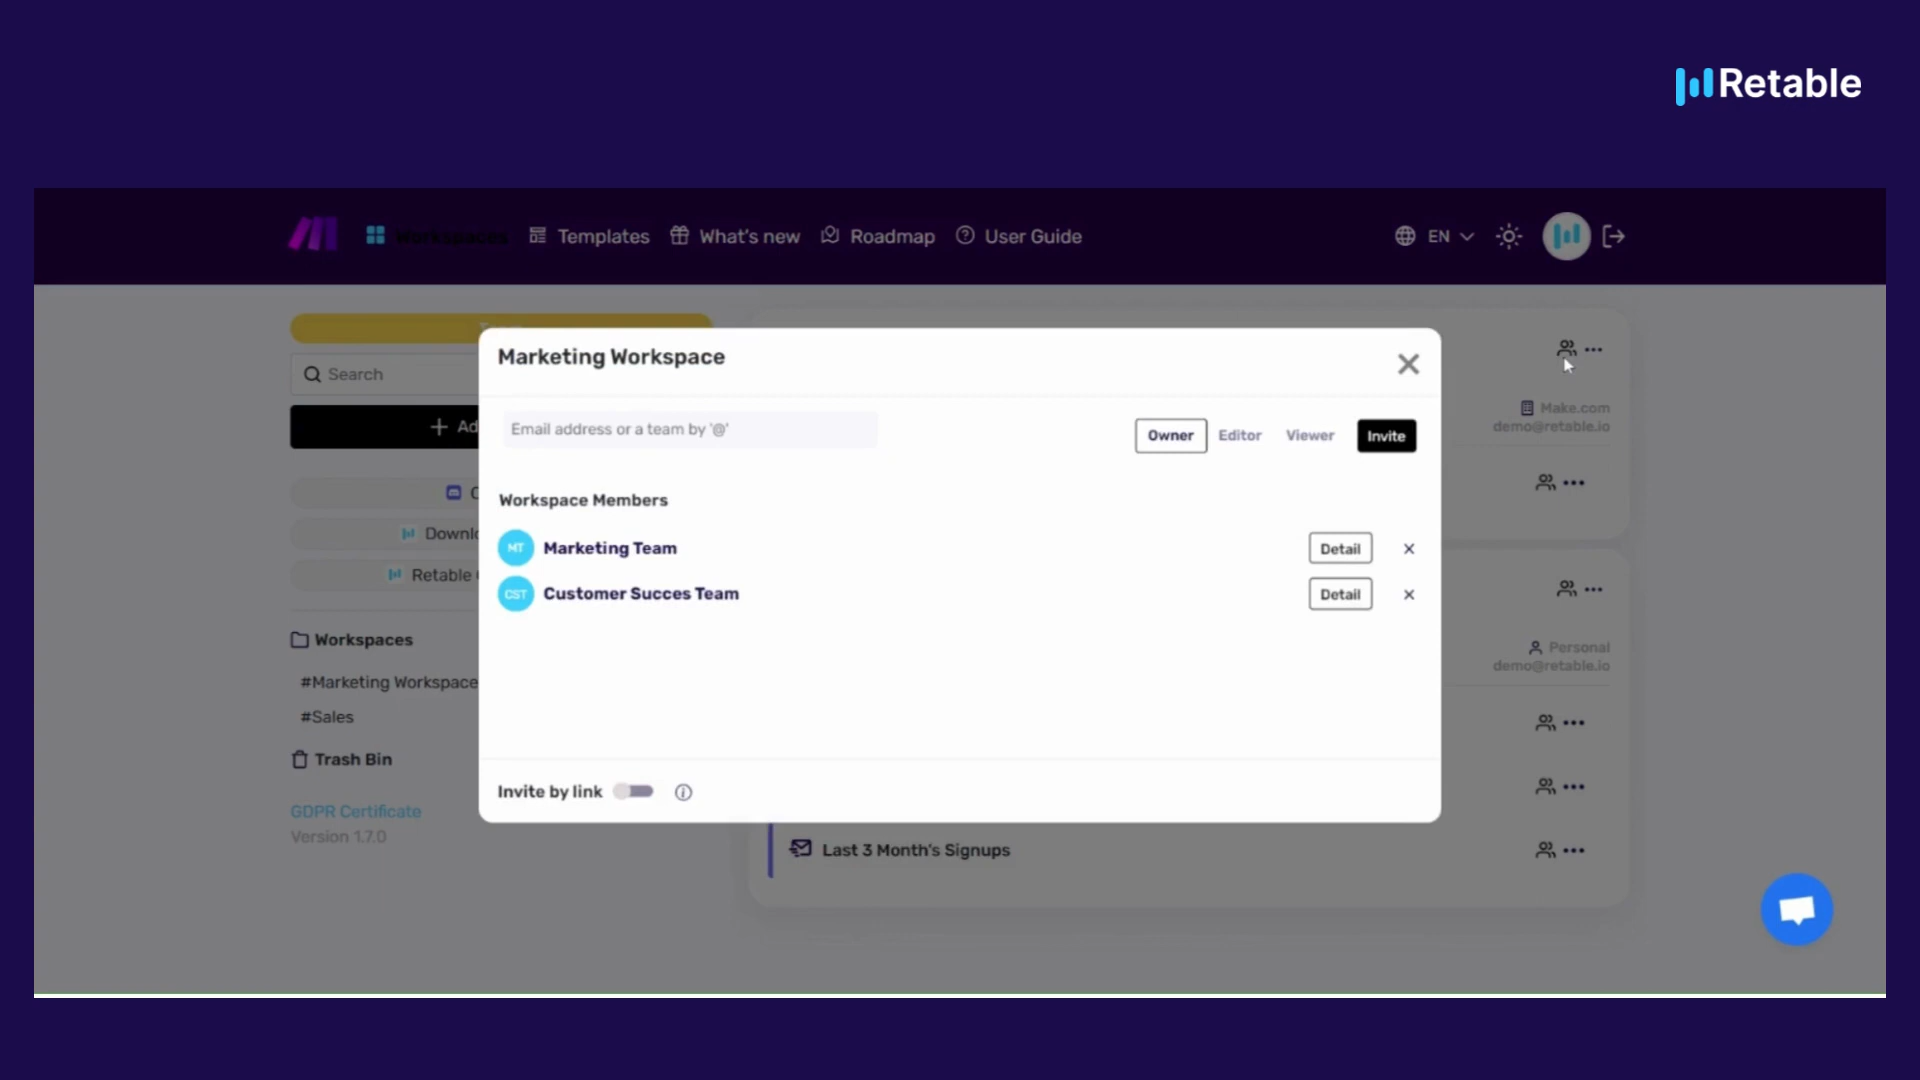 Retable
Workspaces Templates What's new Roadmap User Guide EN
Search
Marketing Workspace
Make.com
demo@retable.io
Email address or a team by '@'
Owner Editor Viewer Invite
Workspace Members
MT Marketing Team Detail
CST Customer Succes Team Detail
Retable
Workspaces
#Marketing Workspace
#Sales
Trash Bin
GDPR Certificate
Version 1.7.0
Personal
demo@retable.io
Invite by link
Last 3 Month's Signups